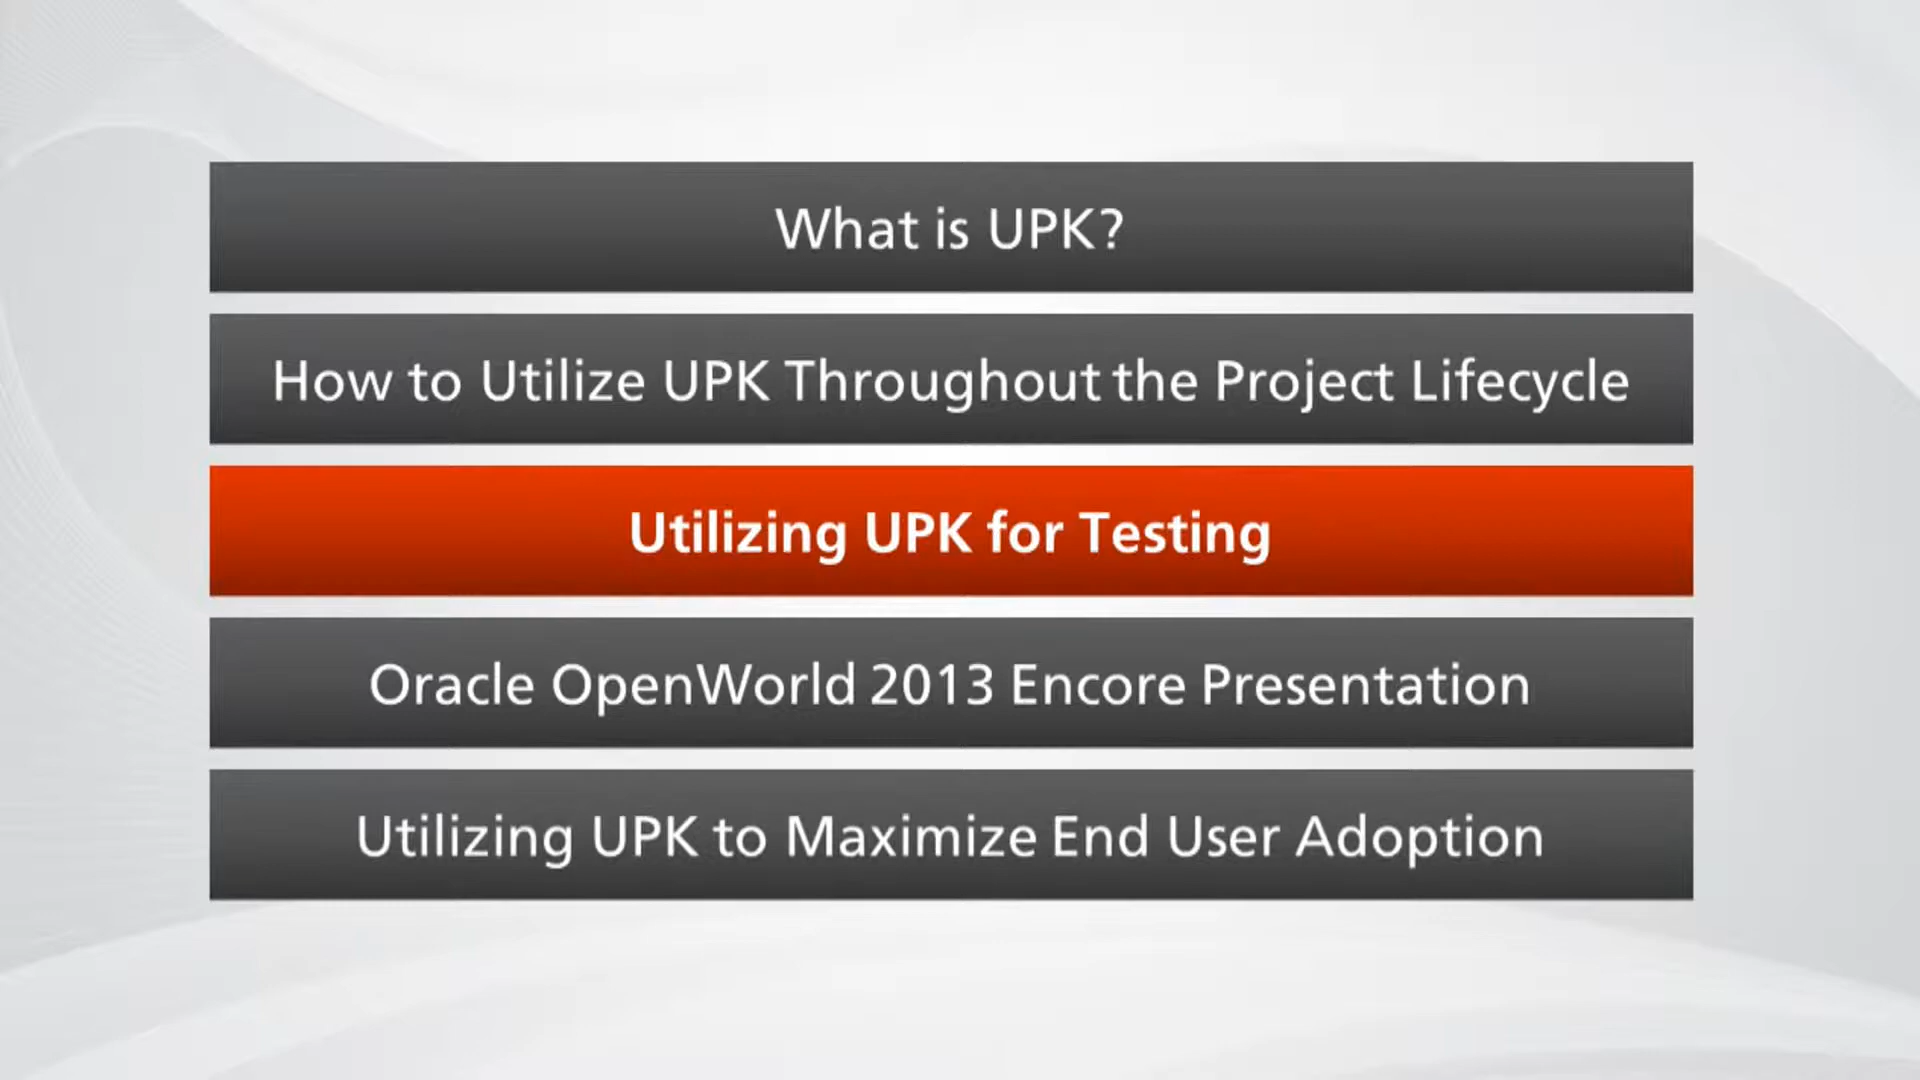 What is UPK?
How to Utilize UPK Throughout the Project Lifecycle
Utilizing UPK for Testing
Oracle OpenWorld 2013 Encore Presentation
Utilizing UPK to Maximize End User Adoption